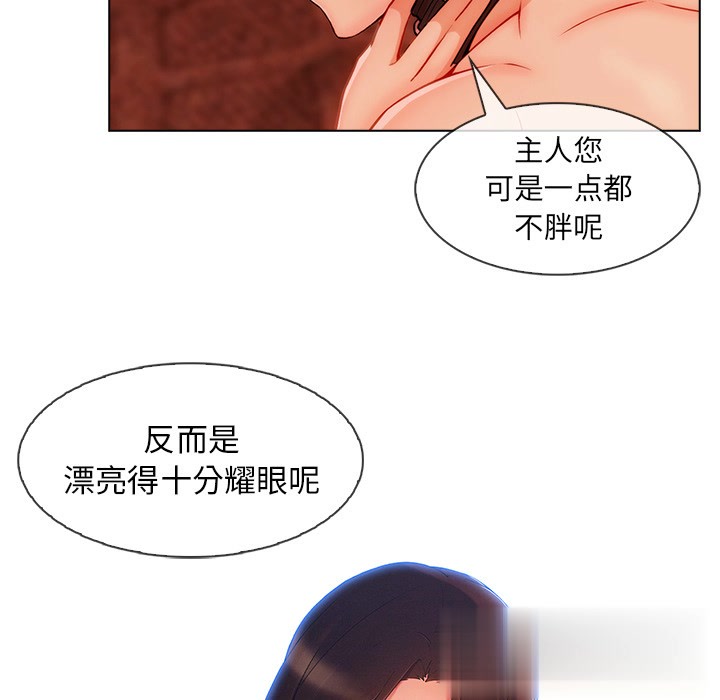 主人您
可是一点都
不胖呢
反而是
漂亮得十分耀眼呢